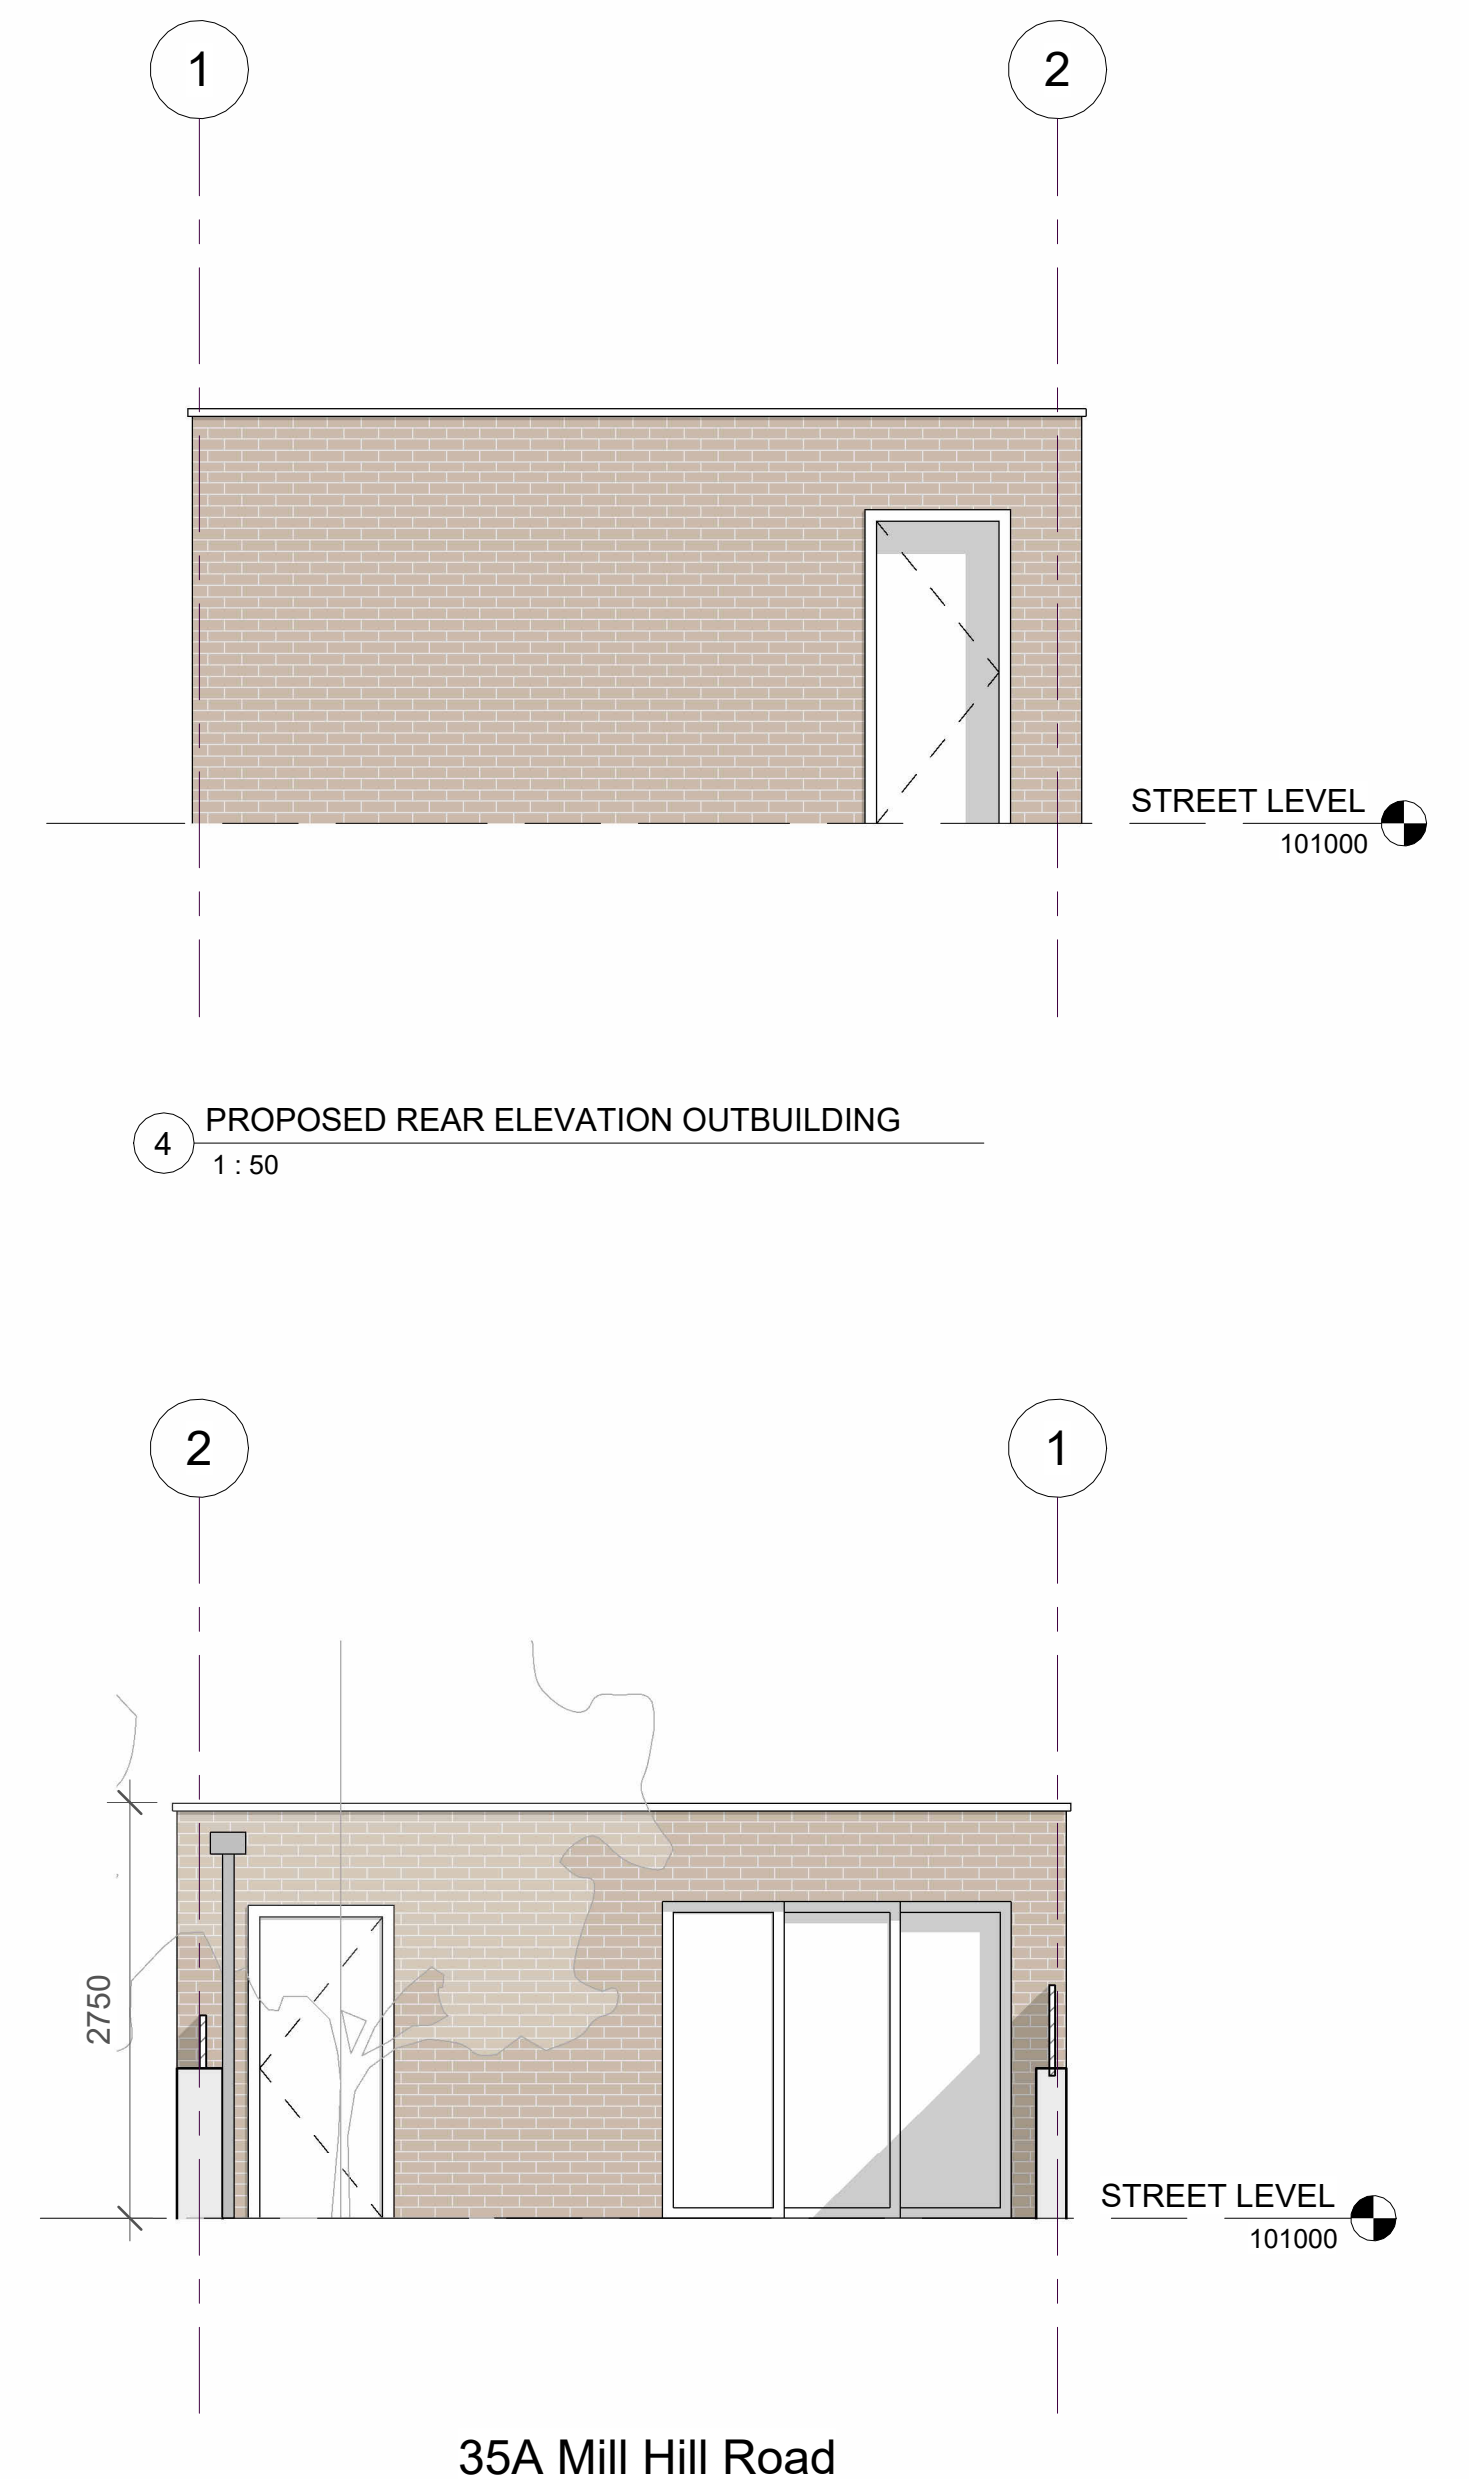 1
2
STREET LEVEL
101000
4
PROPOSED REAR ELEVATION OUTBUILDING
1 : 50
2
1
2750
STREET LEVEL
101000
35A Mill Hill Road